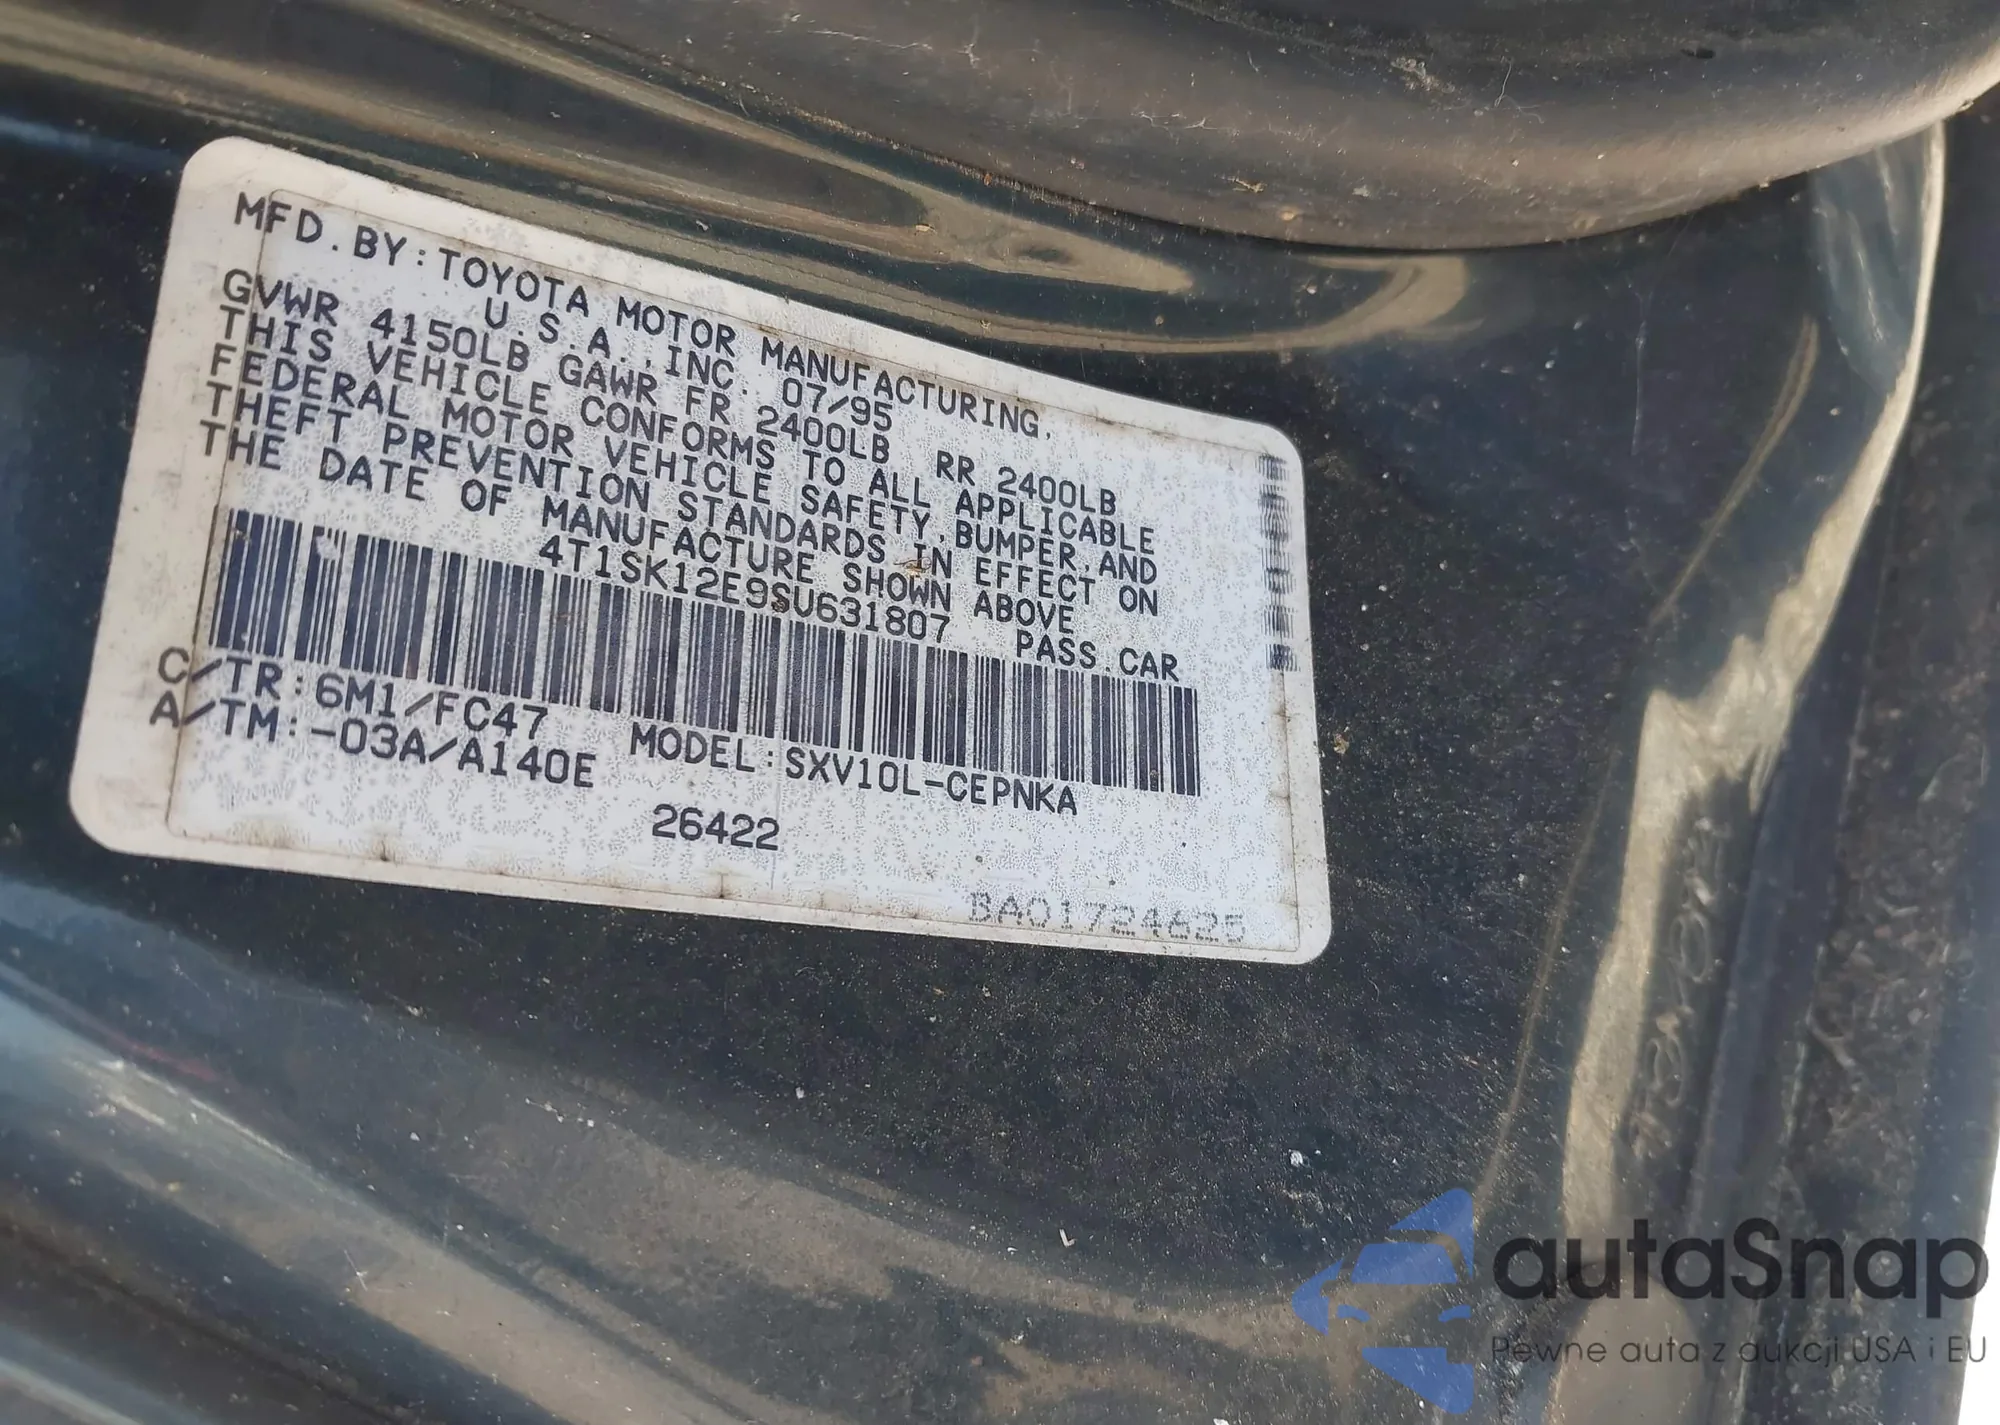 MFD.BY:TOYOTA MOTOR MANUFACTURING,
U.S.A.,INC. 07/95
GVWR 4150LB GAWR FR 2400LB RR 2400LB
THIS VEHICLE CONFORMS TO ALL APPLICABLE
FEDERAL MOTOR VEHICLE SAFETY,BUMPER,AND
THEFT PREVENTION STANDARDS IN EFFECT ON
THE DATE OF MANUFACTURE SHOWN ABOVE
4T1SK12E9SU631807 PASS.CAR
C/TR:6M1/FC47 MODEL:SXV10L-CEPNKA
A/TM:-03A/A140E
26422
BA01724625
autaSnap
Pewne auta z aukcji USA i EU